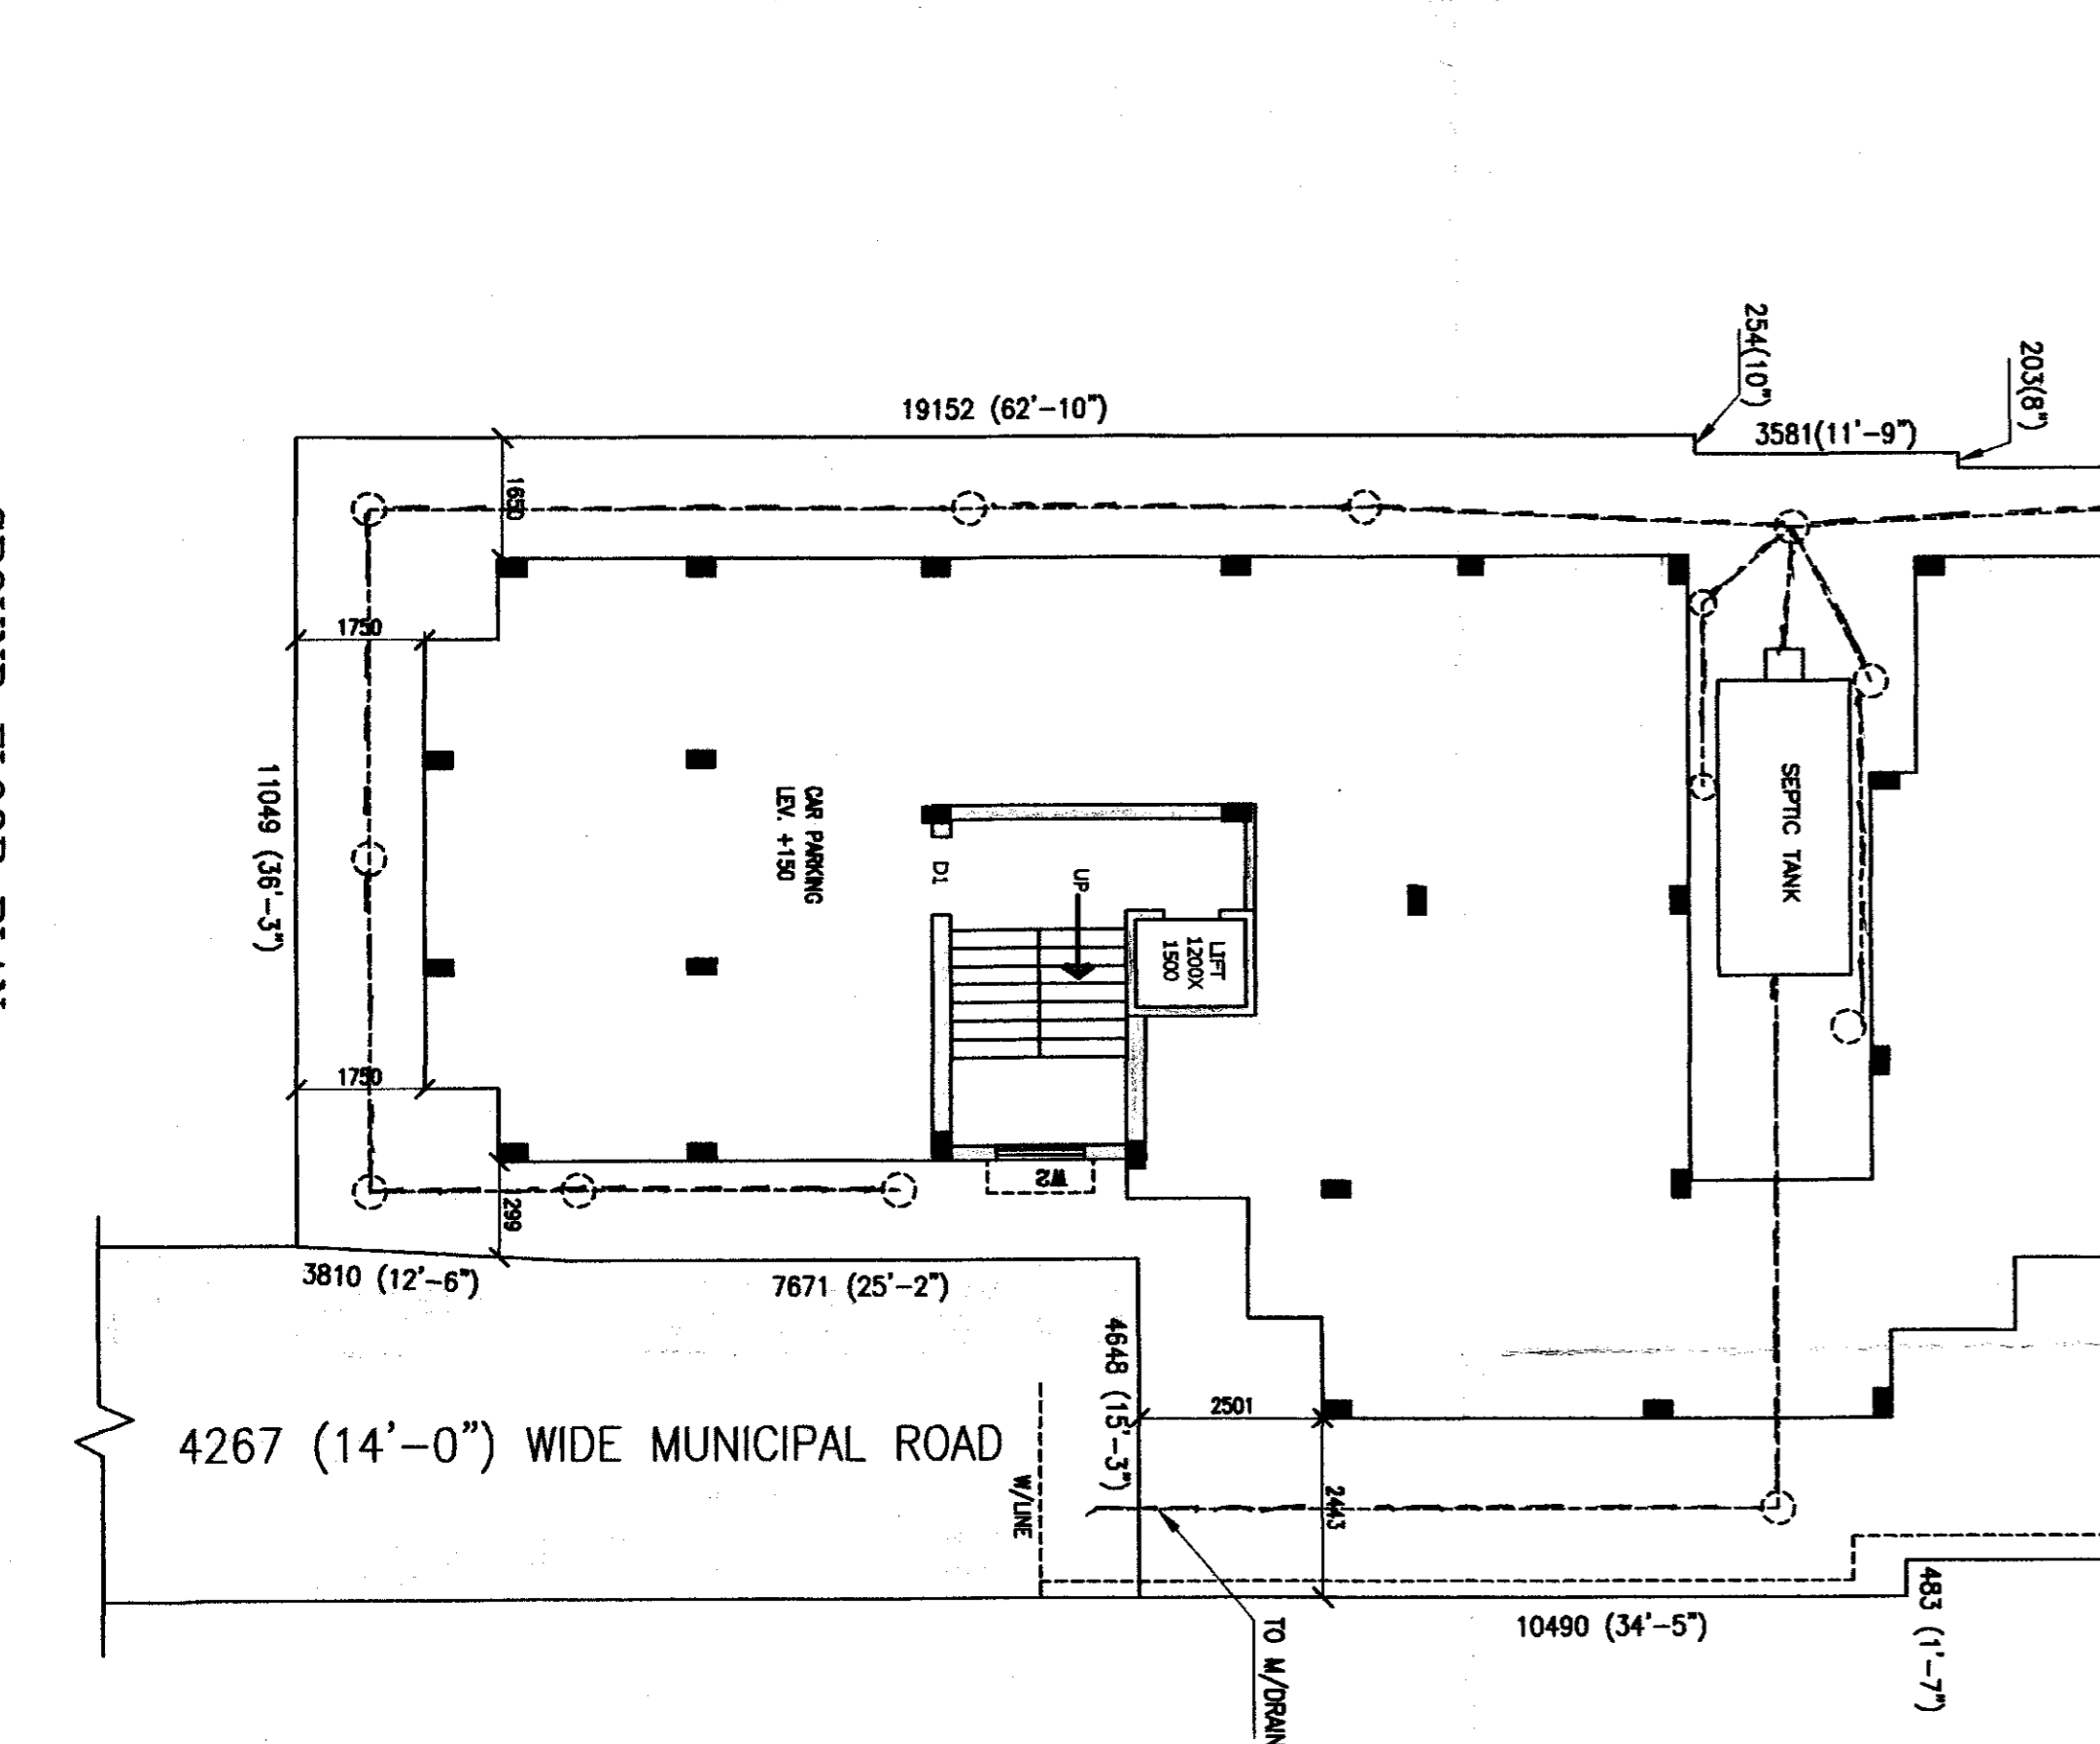 254(10")
203(8")
19152 (62'-10")
3581(11'-9")
1650
1750
11049 (36'-3")
CAR PARKING
LEV. +150
D1
UP
LIFT
1200X
1500
SEPTIC TANK
1750
W2
299
3810 (12'-6")
7671 (25'-2")
4648 (15'-3")
2501
4267 (14'-0") WIDE MUNICIPAL ROAD
W/LINE
2443
TO M/DRAIN
10490 (34'-5")
483 (1'-7")